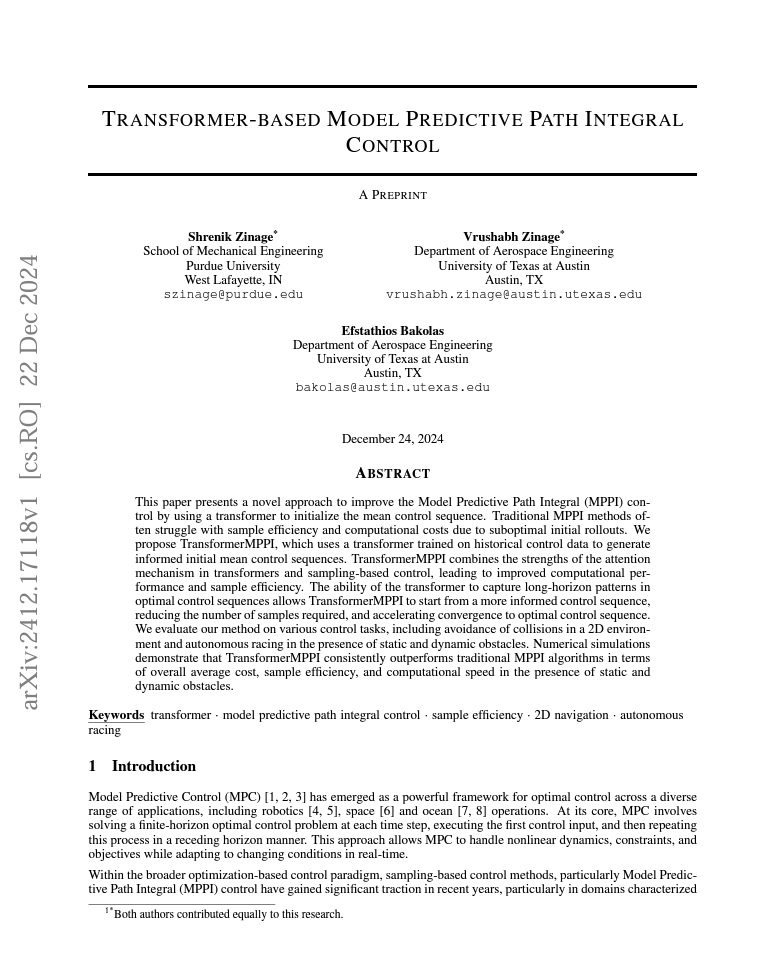 TRANSFORMER-BASED MODEL PREDICTIVE PATH INTEGRAL
CONTROL
A PREPRINT
Shrenik Zinage*
School of Mechanical Engineering
Purdue University
West Lafayette, IN
szinage@purdue.edu
Vrushabh Zinage*
Department of Aerospace Engineering
University of Texas at Austin
Austin, TX
vrushabh.zinage@austin.utexas.edu
Efstathios Bakolas
Department of Aerospace Engineering
University of Texas at Austin
Austin, TX
bakolas@austin.utexas.edu
December 24, 2024
ABSTRACT
This paper presents a novel approach to improve the Model Predictive Path Integral (MPPI) con-
trol by using a transformer to initialize the mean control sequence. Traditional MPPI methods of-
ten struggle with sample efficiency and computational costs due to suboptimal initial rollouts. We
propose TransformerMPPI, which uses a transformer trained on historical control data to generate
informed initial mean control sequences. TransformerMPPI combines the strengths of the attention
mechanism in transformers and sampling-based control, leading to improved computational per-
formance and sample efficiency. The ability of the transformer to capture long-horizon patterns in
optimal control sequences allows TransformerMPPI to start from a more informed control sequence,
reducing the number of samples required, and accelerating convergence to optimal control sequence.
We evaluate our method on various control tasks, including avoidance of collisions in a 2D environ-
ment and autonomous racing in the presence of static and dynamic obstacles. Numerical simulations
demonstrate that TransformerMPPI consistently outperforms traditional MPPI algorithms in terms
of overall average cost, sample efficiency, and computational speed in the presence of static and
dynamic obstacles.
Keywords transformer · model predictive path integral control · sample efficiency · 2D navigation · autonomous
racing
1 Introduction
Model Predictive Control (MPC) [1, 2, 3] has emerged as a powerful framework for optimal control across a diverse
range of applications, including robotics [4, 5], space [6] and ocean [7, 8] operations. At its core, MPC involves
solving a finite-horizon optimal control problem at each time step, executing the first control input, and then repeating
this process in a receding horizon manner. This approach allows MPC to handle nonlinear dynamics, constraints, and
objectives while adapting to changing conditions in real-time.
Within the broader optimization-based control paradigm, sampling-based control methods, particularly Model Predic-
tive Path Integral (MPPI) control have gained significant traction in recent years, particularly in domains characterized
1*Both authors contributed equally to this research.
arXiv:2412.17118v1 [cs.RO] 22 Dec 2024